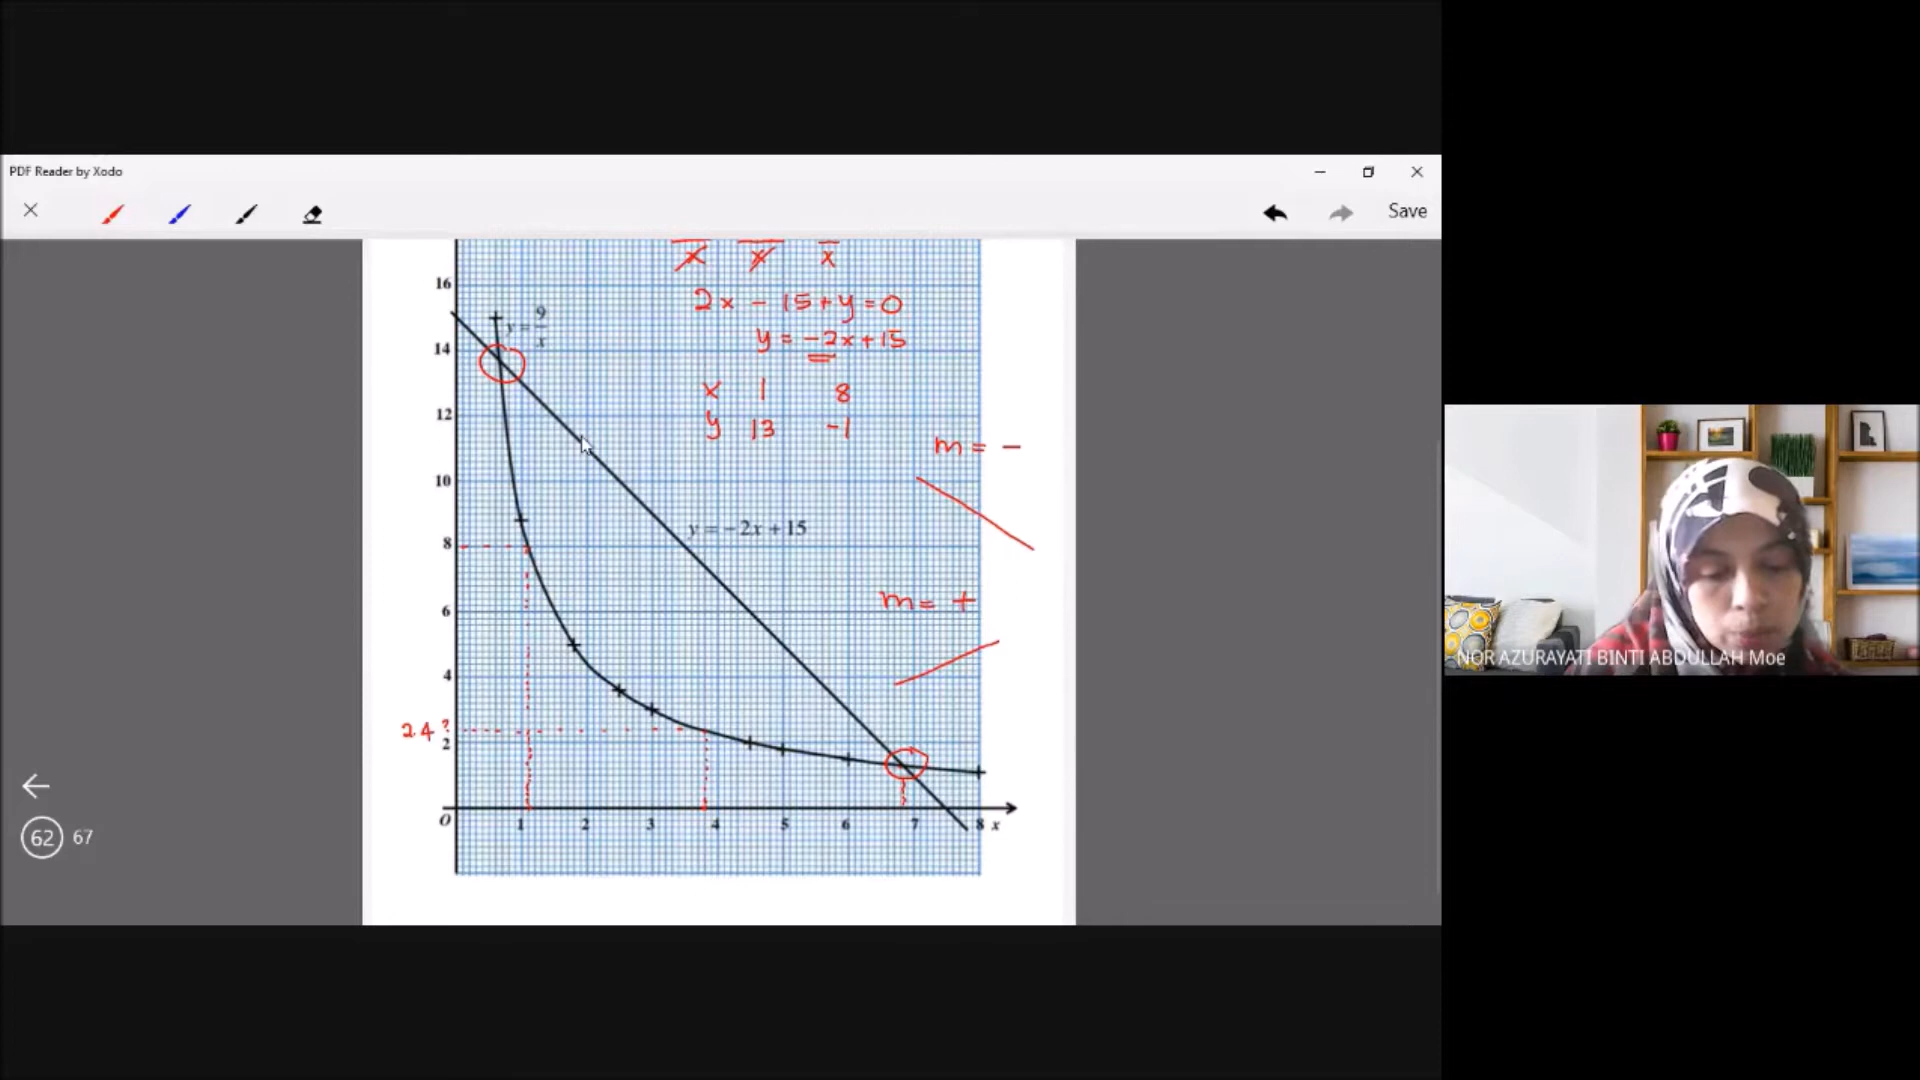 PDF Reader by Xodo
Save
x x x
16
2x - 15 + y = 0
y = 9/x
y = -2x + 15
14
x 1 8
12
y 13 -1
m = -
10
y = -2x + 15
8
6
m = +
4
2.4?
2
O 1 2 3 4 5 6 7 8 x
62 67
NOR AZURAYATI BINTI ABDULLAH Moe